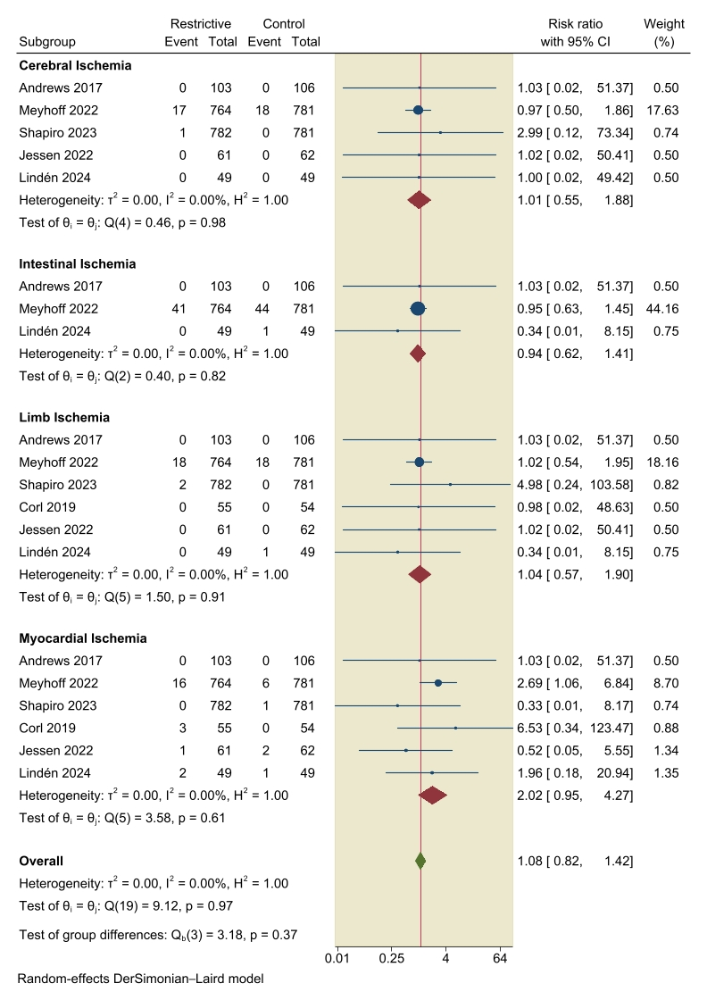 Restrictive Control Risk ratio Weight
Subgroup Event Total Event Total with 95% CI (%)
Cerebral Ischemia
Andrews 2017 0 103 0 106 1.03 [ 0.02, 51.37] 0.50
Meyhoff 2022 17 764 18 781 0.97 [ 0.50, 1.86] 17.63
Shapiro 2023 1 782 0 781 2.99 [ 0.12, 73.34] 0.74
Jessen 2022 0 61 0 62 1.02 [ 0.02, 50.41] 0.50
Lindén 2024 0 49 0 49 1.00 [ 0.02, 49.42] 0.50
Heterogeneity: τ² = 0.00, I² = 0.00%, H² = 1.00 1.01 [ 0.55, 1.88]
Test of θᵢ = θⱼ: Q(4) = 0.46, p = 0.98
Intestinal Ischemia
Andrews 2017 0 103 0 106 1.03 [ 0.02, 51.37] 0.50
Meyhoff 2022 41 764 44 781 0.95 [ 0.63, 1.45] 44.16
Lindén 2024 0 49 1 49 0.34 [ 0.01, 8.15] 0.75
Heterogeneity: τ² = 0.00, I² = 0.00%, H² = 1.00 0.94 [ 0.62, 1.41]
Test of θᵢ = θⱼ: Q(2) = 0.40, p = 0.82
Limb Ischemia
Andrews 2017 0 103 0 106 1.03 [ 0.02, 51.37] 0.50
Meyhoff 2022 18 764 18 781 1.02 [ 0.54, 1.95] 18.16
Shapiro 2023 2 782 0 781 4.98 [ 0.24, 103.58] 0.82
Corl 2019 0 55 0 54 0.98 [ 0.02, 48.63] 0.50
Jessen 2022 0 61 0 62 1.02 [ 0.02, 50.41] 0.50
Lindén 2024 0 49 1 49 0.34 [ 0.01, 8.15] 0.75
Heterogeneity: τ² = 0.00, I² = 0.00%, H² = 1.00 1.04 [ 0.57, 1.90]
Test of θᵢ = θⱼ: Q(5) = 1.50, p = 0.91
Myocardial Ischemia
Andrews 2017 0 103 0 106 1.03 [ 0.02, 51.37] 0.50
Meyhoff 2022 16 764 6 781 2.69 [ 1.06, 6.84] 8.70
Shapiro 2023 0 782 1 781 0.33 [ 0.01, 8.17] 0.74
Corl 2019 3 55 0 54 6.53 [ 0.34, 123.47] 0.88
Jessen 2022 1 61 2 62 0.52 [ 0.05, 5.55] 1.34
Lindén 2024 2 49 1 49 1.96 [ 0.18, 20.94] 1.35
Heterogeneity: τ² = 0.00, I² = 0.00%, H² = 1.00 2.02 [ 0.95, 4.27]
Test of θᵢ = θⱼ: Q(5) = 3.58, p = 0.61
Overall 1.08 [ 0.82, 1.42]
Heterogeneity: τ² = 0.00, I² = 0.00%, H² = 1.00
Test of θᵢ = θⱼ: Q(19) = 9.12, p = 0.97
Test of group differences: Q_b(3) = 3.18, p = 0.37
0.01 0.25 4 64
Random-effects DerSimonian–Laird model